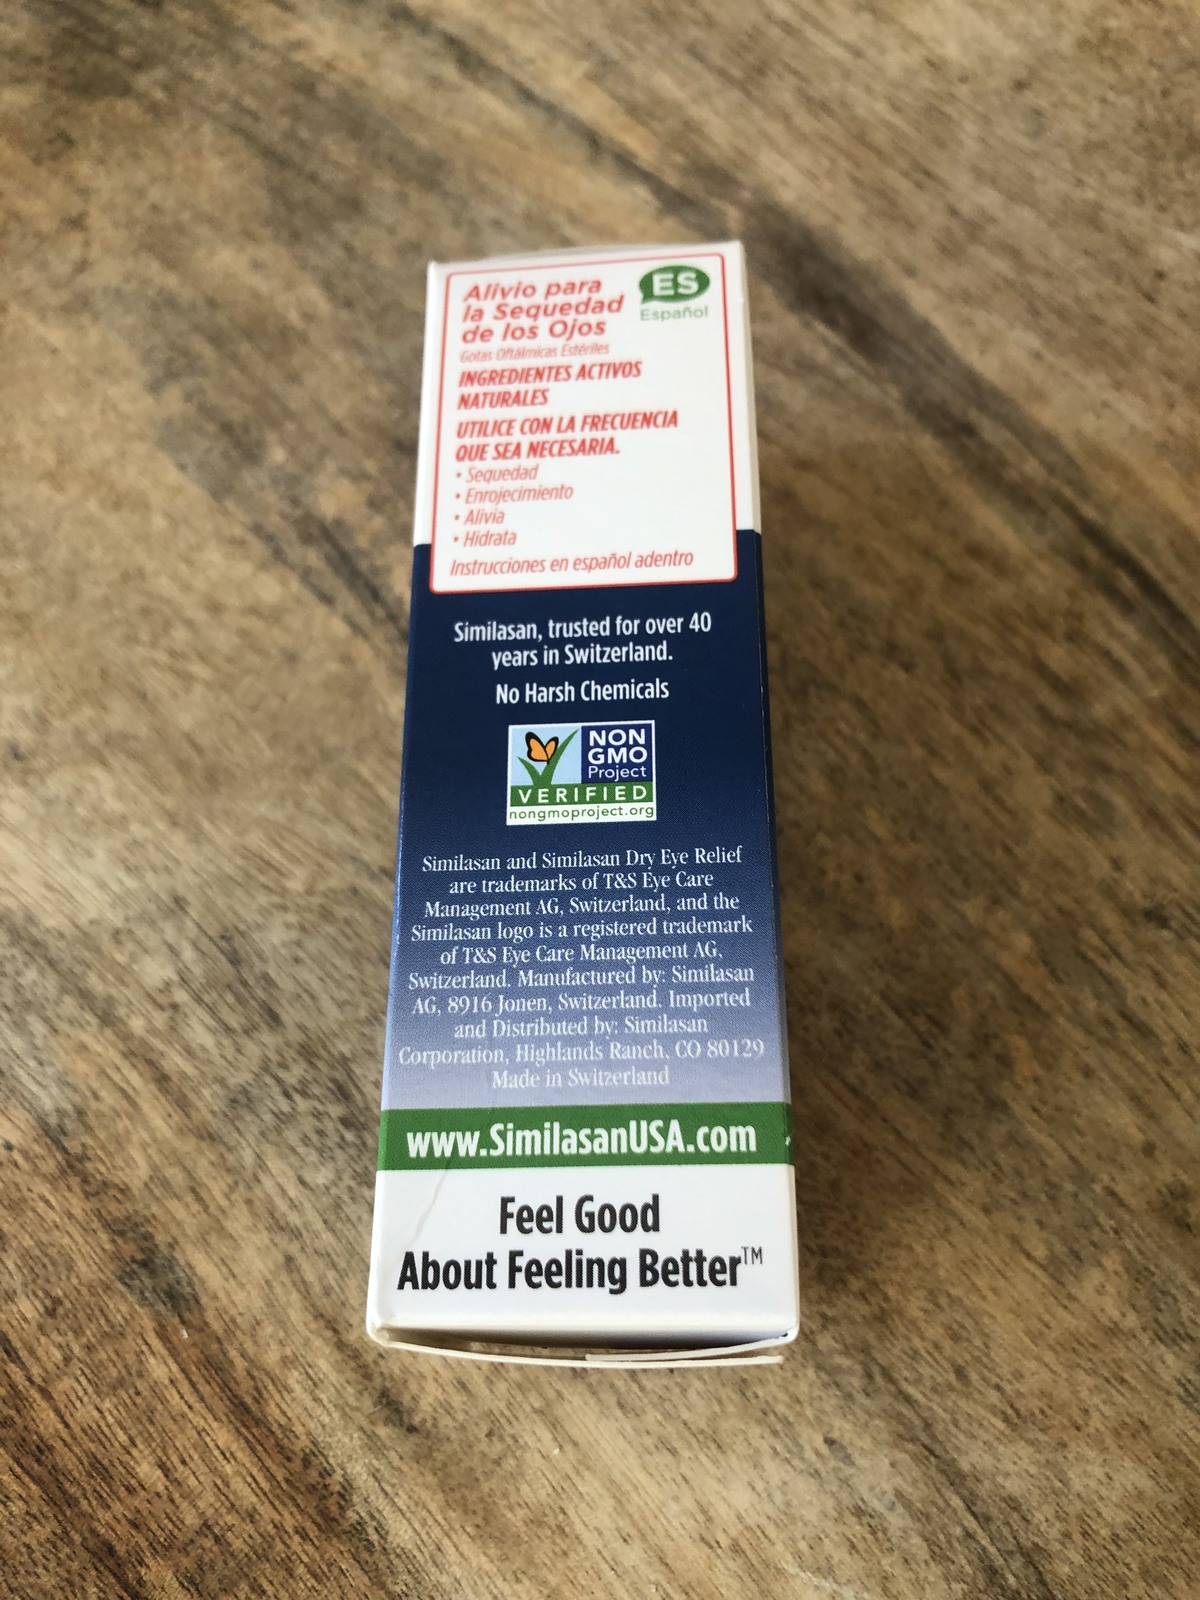 Alivio para
la Sequedad
de los Ojos
ES
Español
Gotas Oftálmicas Estériles
INGREDIENTES ACTIVOS
NATURALES
UTILICE CON LA FRECUENCIA
QUE SEA NECESARIA.
• Sequedad
• Enrojecimiento
• Alivia
• Hidrata
Instrucciones en español adentro
Similasan, trusted for over 40
years in Switzerland.
No Harsh Chemicals
NON
GMO
Project
VERIFIED
nongmoproject.org
Similasan and Similasan Dry Eye Relief
are trademarks of T&S Eye Care
Management AG, Switzerland, and the
Similasan logo is a registered trademark
of T&S Eye Care Management AG,
Switzerland. Manufactured by: Similasan
AG, 8916 Jonen, Switzerland. Imported
and Distributed by: Similasan
Corporation, Highlands Ranch, CO 80129
Made in Switzerland
www.SimilasanUSA.com
Feel Good
About Feeling Better™